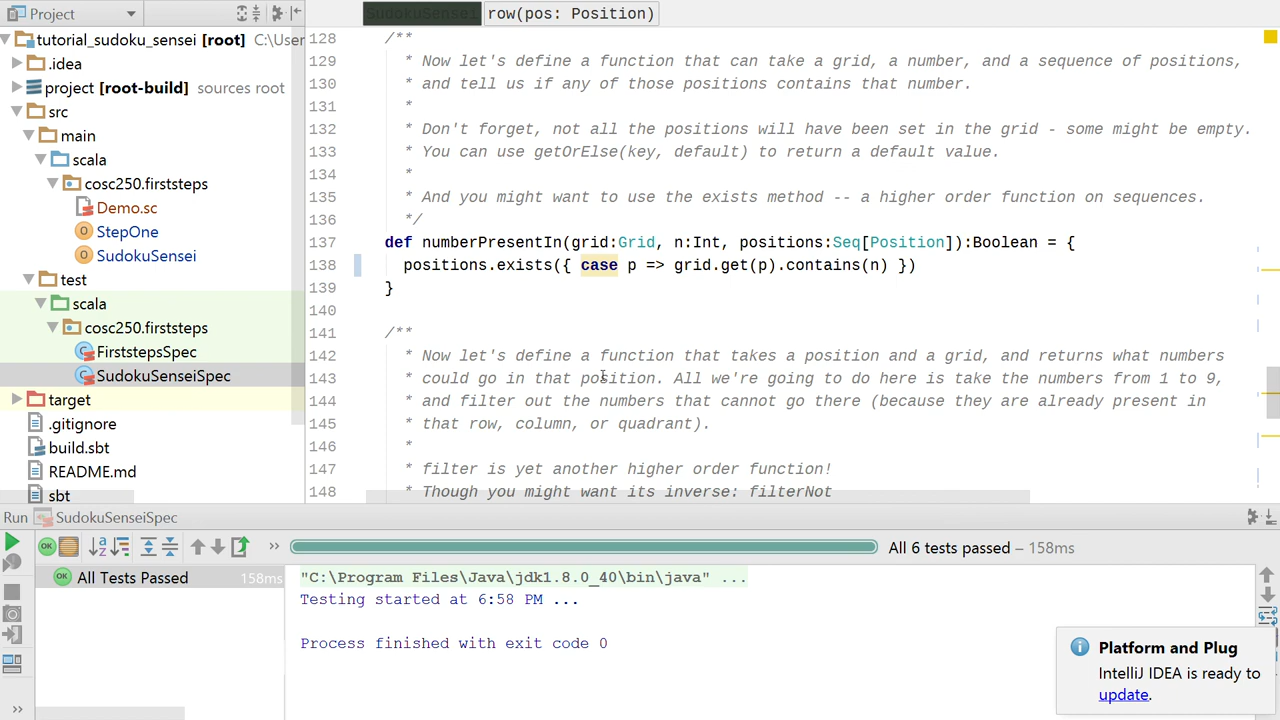 Project
SudokuSensei row(pos: Position)
tutorial_sudoku_sensei [root] C:\User
.idea
project [root-build] sources root
src
main
scala
cosc250.firststeps
Demo.sc
StepOne
SudokuSensei
test
scala
cosc250.firststeps
FirststepsSpec
SudokuSenseiSpec
target
.gitignore
build.sbt
README.md
sbt
128 /**
129 * Now let's define a function that can take a grid, a number, and a sequence of positions,
130 * and tell us if any of those positions contains that number.
131 *
132 * Don't forget, not all the positions will have been set in the grid - some might be empty.
133 * You can use getOrElse(key, default) to return a default value.
134 *
135 * And you might want to use the exists method -- a higher order function on sequences.
136 */
137 def numberPresentIn(grid:Grid, n:Int, positions:Seq[Position]):Boolean = {
138 positions.exists({ case p => grid.get(p).contains(n) })
139 }
140
141 /**
142 * Now let's define a function that takes a position and a grid, and returns what numbers
143 * could go in that position. All we're going to do here is take the numbers from 1 to 9,
144 * and filter out the numbers that cannot go there (because they are already present in
145 * that row, column, or quadrant).
146 *
147 * filter is yet another higher order function!
148 * Though you might want its inverse: filterNot
Run SudokuSenseiSpec
OK >> All 6 tests passed – 158ms
OK All Tests Passed 158ms
"C:\Program Files\Java\jdk1.8.0_40\bin\java" ...
Testing started at 6:58 PM ...
Process finished with exit code 0
Platform and Plug
IntelliJ IDEA is ready to
update.
>>